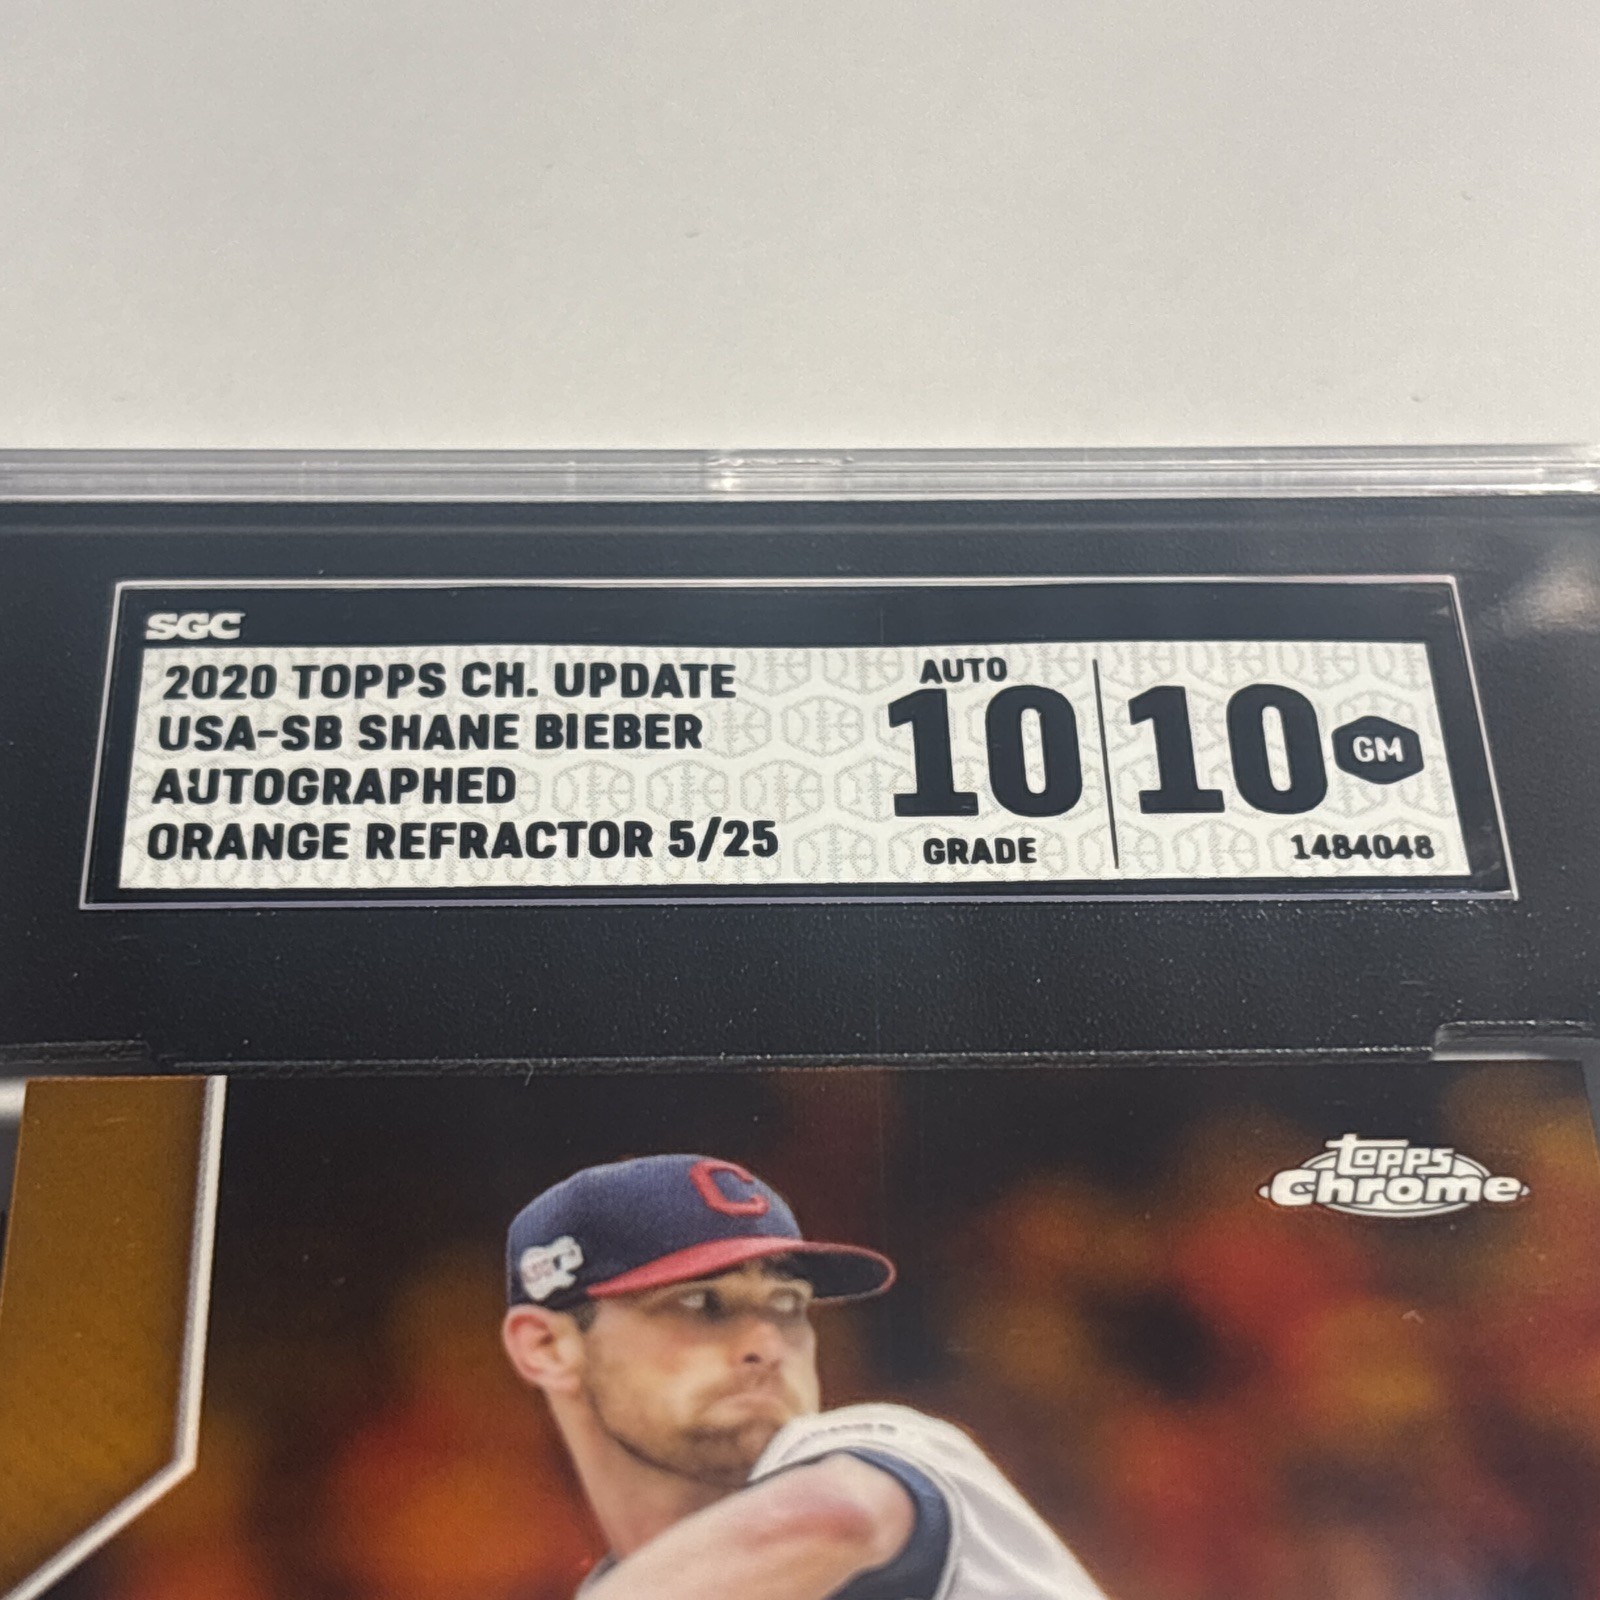 SGC
2020 TOPPS CH. UPDATE
USA-SB SHANE BIEBER
AUTOGRAPHED
ORANGE REFRACTOR 5/25
AUTO
10
GRADE
10
GM
1484048
Topps
Chrome
C